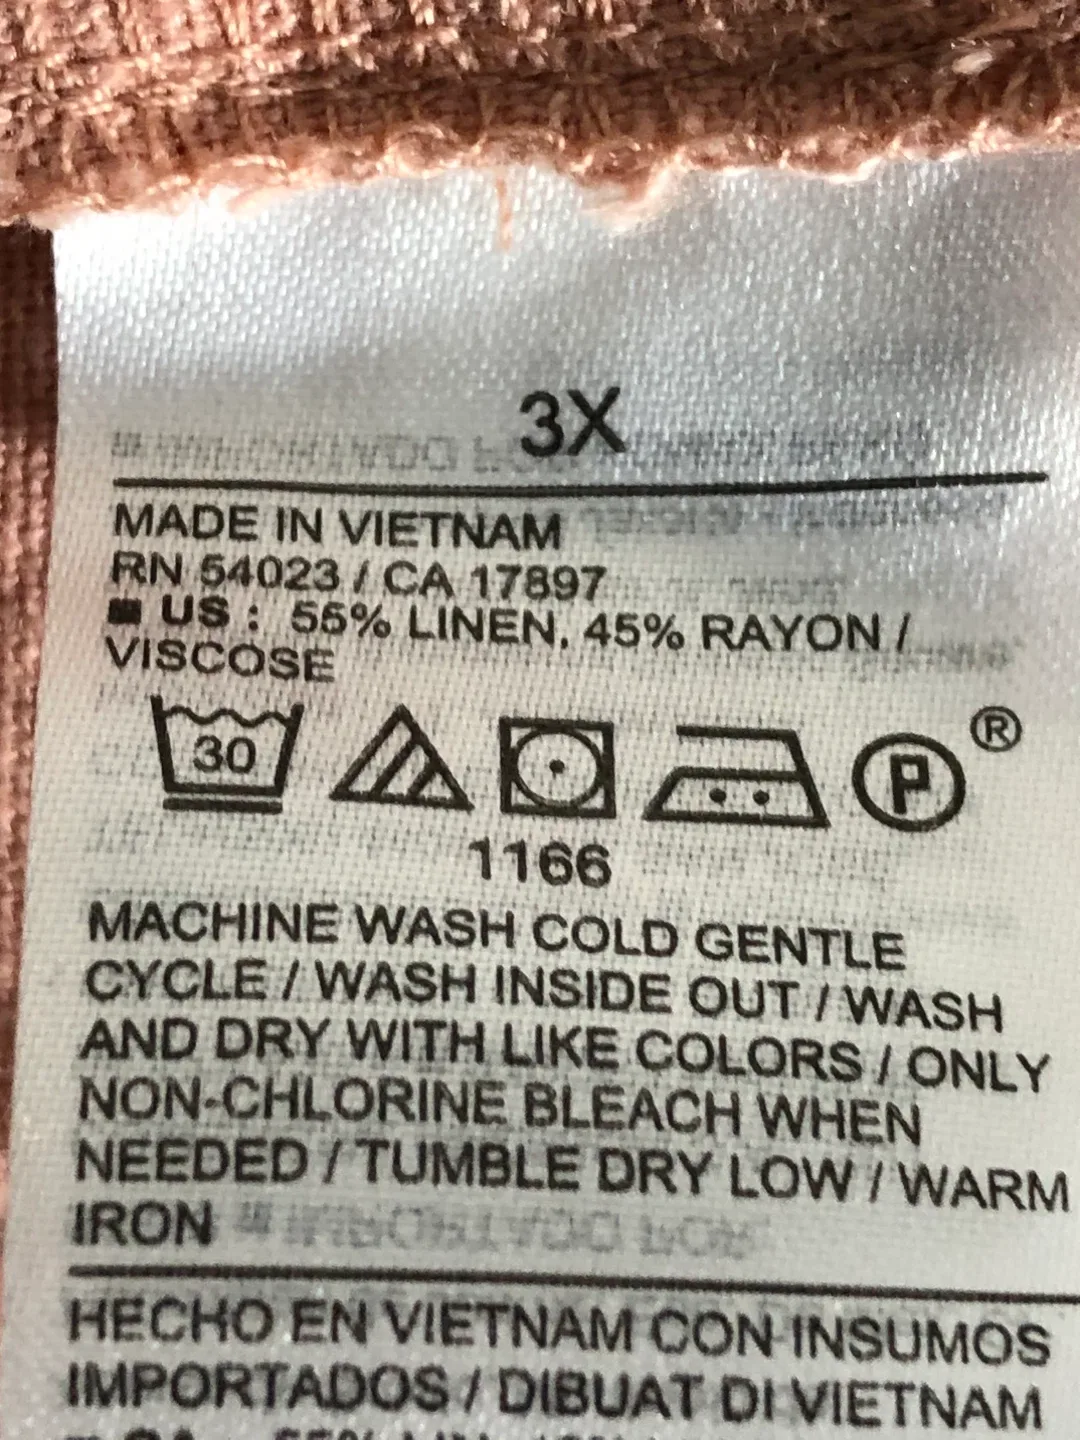 3X
MADE IN VIETNAM
RN 54023 / CA 17897
US : 55% LINEN, 45% RAYON /
VISCOSE
30
P ®
1166
MACHINE WASH COLD GENTLE
CYCLE / WASH INSIDE OUT / WASH
AND DRY WITH LIKE COLORS / ONLY
NON-CHLORINE BLEACH WHEN
NEEDED / TUMBLE DRY LOW / WARM
IRON
HECHO EN VIETNAM CON INSUMOS
IMPORTADOS / DIBUAT DI VIETNAM